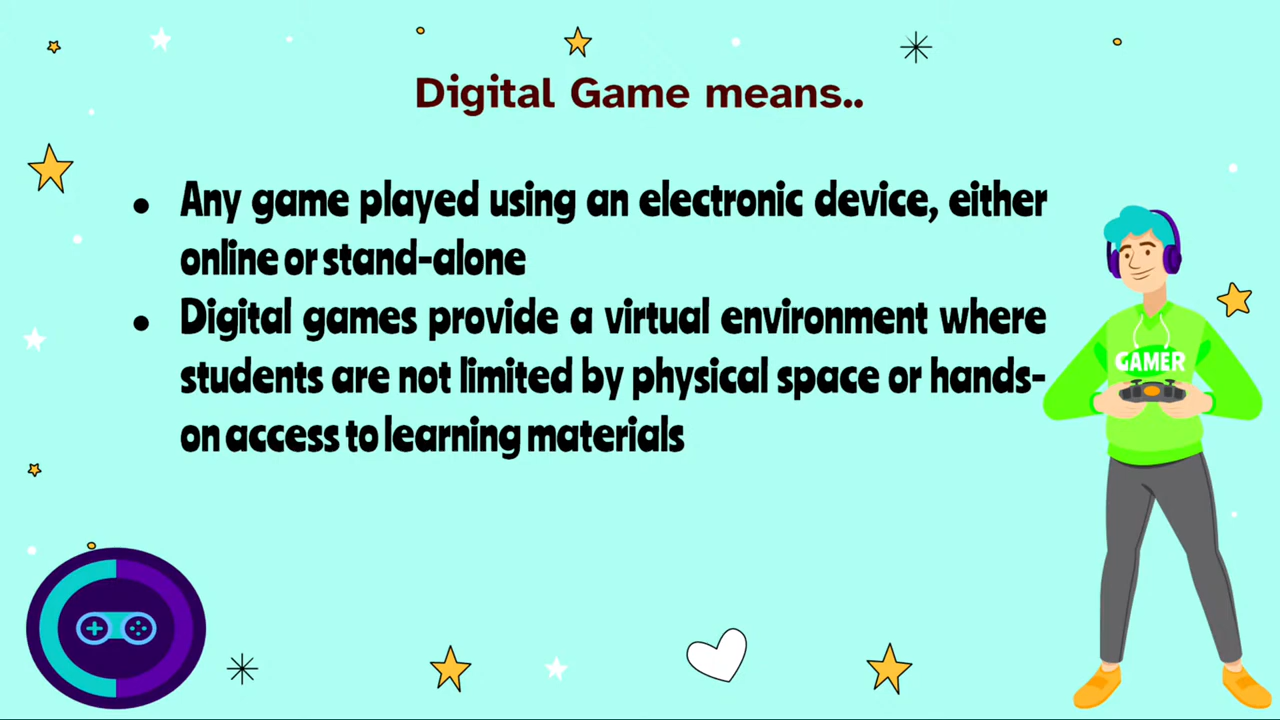 Digital Game means..
• Any game played using an electronic device, either
online or stand-alone
• Digital games provide a virtual environment where
students are not limited by physical space or hands-
on access to learning materials
GAMER